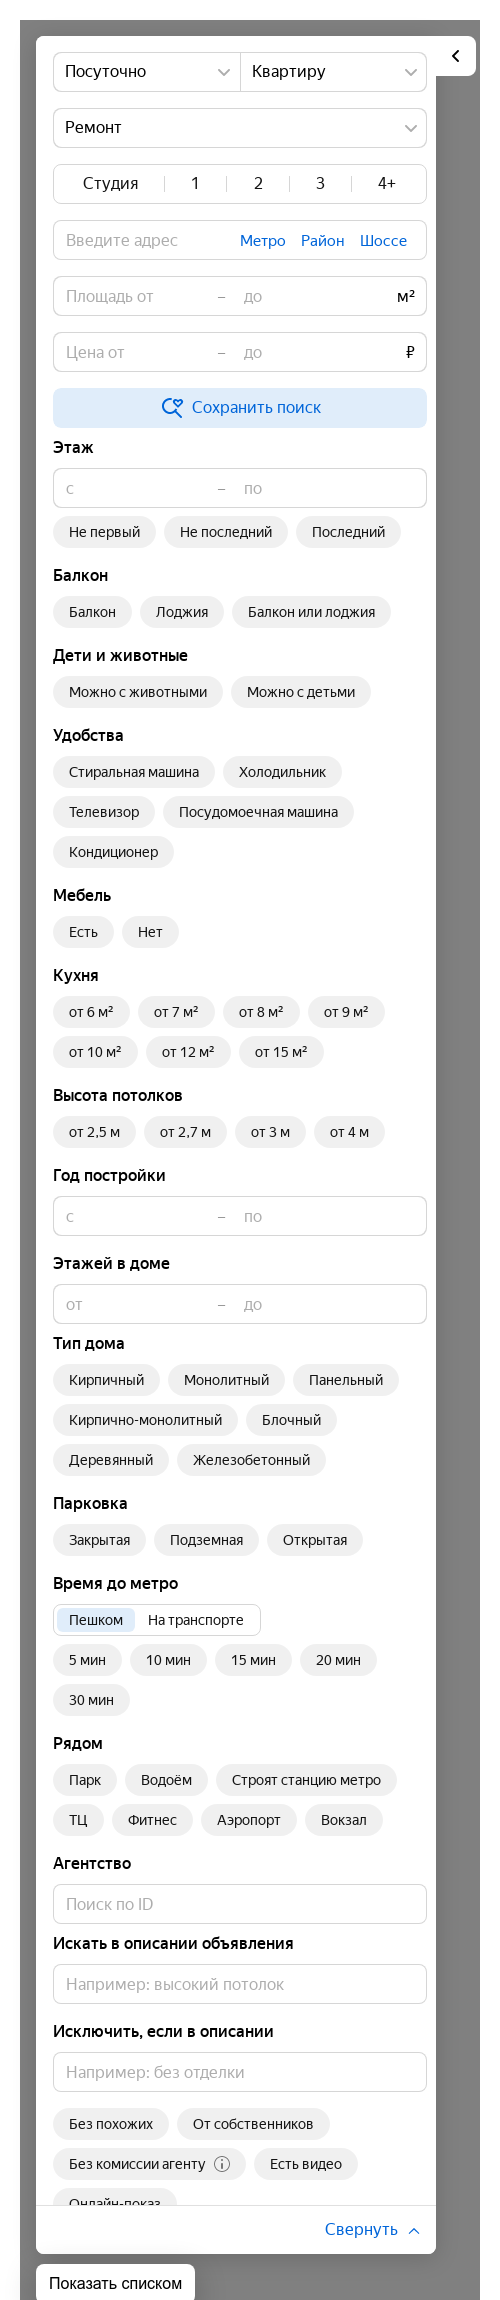 Посуточно Квартиру
Ремонт
Студия 1 2 3 4+
Введите адрес Метро Район Шоссе
Площадь от – до м²
Цена от – до ₽
Сохранить поиск
Этаж
с – по
Не первый Не последний Последний
Балкон
Балкон Лоджия Балкон или лоджия
Дети и животные
Можно с животными Можно с детьми
Удобства
Стиральная машина Холодильник
Телевизор Посудомоечная машина
Кондиционер
Мебель
Есть Нет
Кухня
от 6 м² от 7 м² от 8 м² от 9 м²
от 10 м² от 12 м² от 15 м²
Высота потолков
от 2,5 м от 2,7 м от 3 м от 4 м
Год постройки
с – по
Этажей в доме
от – до
Тип дома
Кирпичный Монолитный Панельный
Кирпично-монолитный Блочный
Деревянный Железобетонный
Парковка
Закрытая Подземная Открытая
Время до метро
Пешком На транспорте
5 мин 10 мин 15 мин 20 мин
30 мин
Рядом
Парк Водоём Строят станцию метро
ТЦ Фитнес Аэропорт Вокзал
Агентство
Поиск по ID
Искать в описании объявления
Например: высокий потолок
Исключить, если в описании
Например: без отделки
Без похожих От собственников
Без комиссии агенту Есть видео
Онлайн-показ
Свернуть
Показать списком